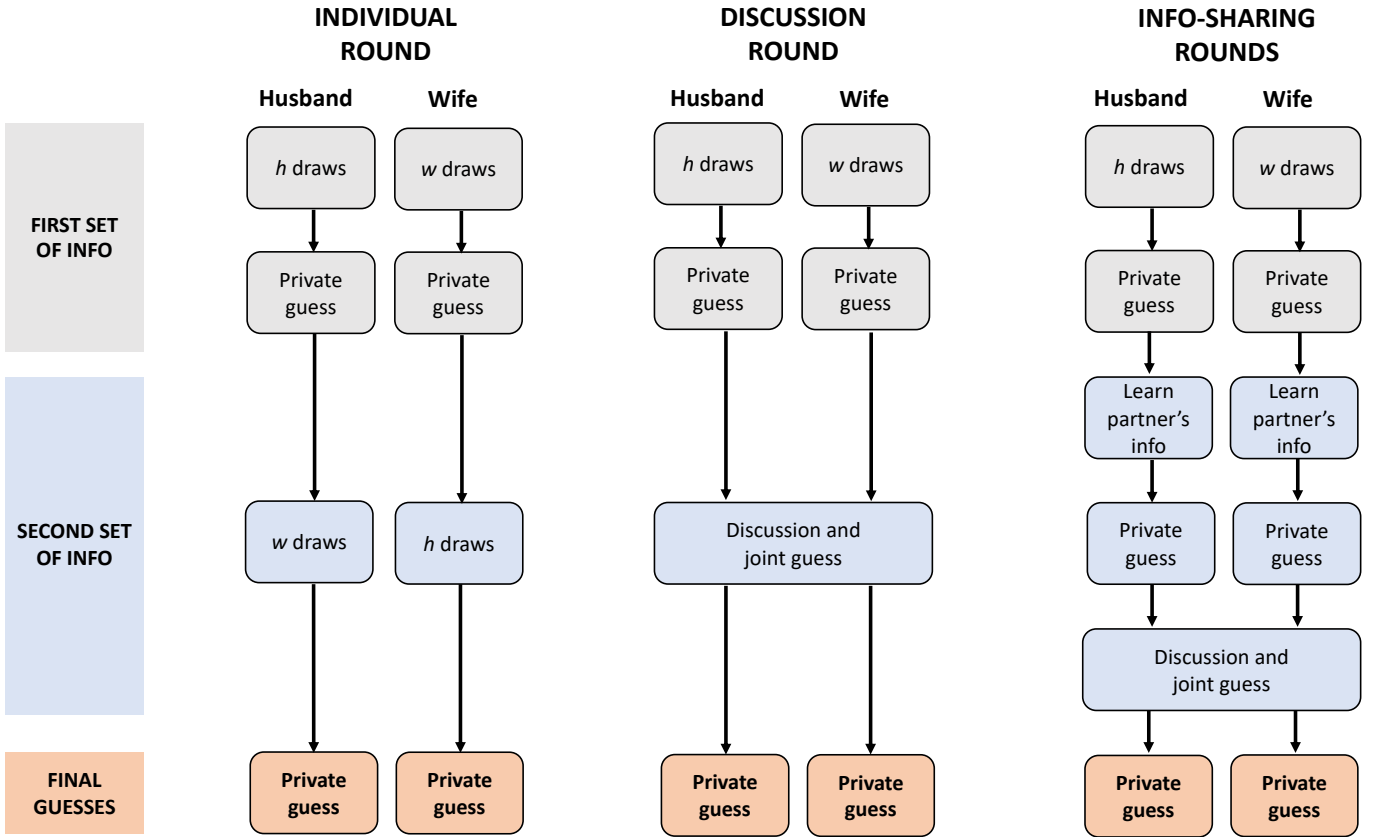 INDIVIDUAL
ROUND
DISCUSSION
ROUND
INFO-SHARING
ROUNDS
Husband
Wife
Husband
Wife
Husband
Wife
FIRST SET
OF INFO
h draws
w draws
h draws
w draws
h draws
w draws
Private
guess
Private
guess
Private
guess
Private
guess
Private
guess
Private
guess
SECOND SET
OF INFO
Learn
partner’s
info
Learn
partner’s
info
w draws
h draws
Discussion and
joint guess
Private
guess
Private
guess
Discussion and
joint guess
FINAL
GUESSES
Private
guess
Private
guess
Private
guess
Private
guess
Private
guess
Private
guess